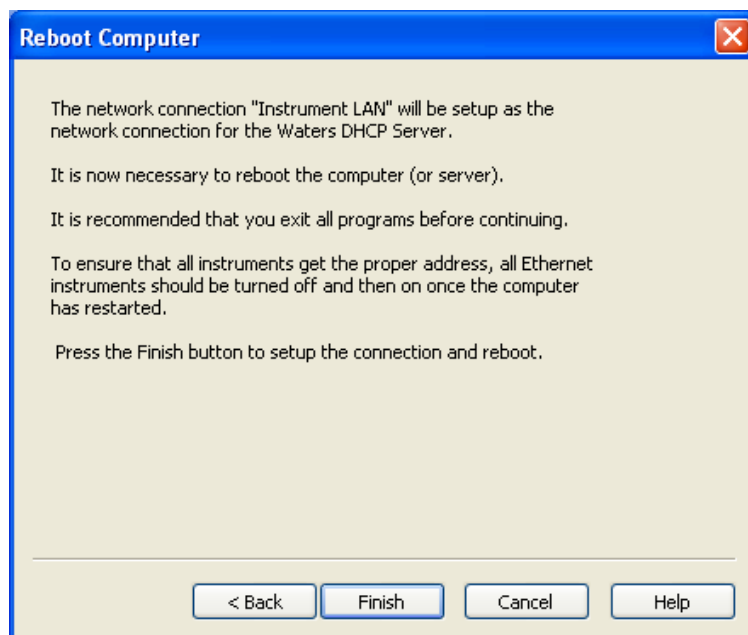 Reboot Computer
The network connection "Instrument LAN" will be setup as the
network connection for the Waters DHCP Server.
It is now necessary to reboot the computer (or server).
It is recommended that you exit all programs before continuing.
To ensure that all instruments get the proper address, all Ethernet
instruments should be turned off and then on once the computer
has restarted.
Press the Finish button to setup the connection and reboot.
< Back Finish Cancel Help